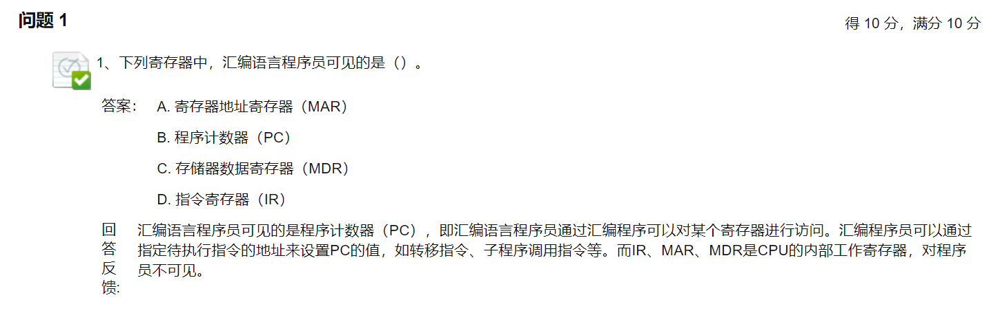 问题 1
得 10 分，满分 10 分
1、下列寄存器中，汇编语言程序员可见的是（）。
答案： A. 寄存器地址寄存器（MAR）
B. 程序计数器（PC）
C. 存储器数据寄存器（MDR）
D. 指令寄存器（IR）
回答反馈: 汇编语言程序员可见的是程序计数器（PC），即汇编语言程序员通过汇编程序可以对某个寄存器进行访问。汇编程序员可以通过
指定待执行指令的地址来设置PC的值，如转移指令、子程序调用指令等。而IR、MAR、MDR是CPU的内部工作寄存器，对程序
员不可见。